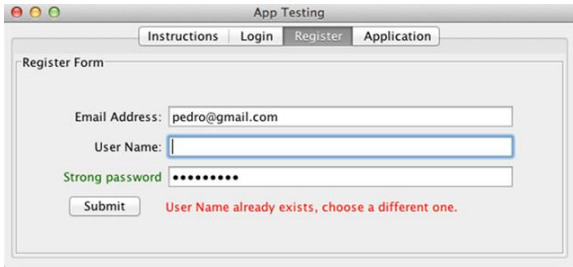 App Testing
Instructions Login Register Application
Register Form
Email Address: pedro@gmail.com
User Name:
Strong password •••••••••
Submit User Name already exists, choose a different one.